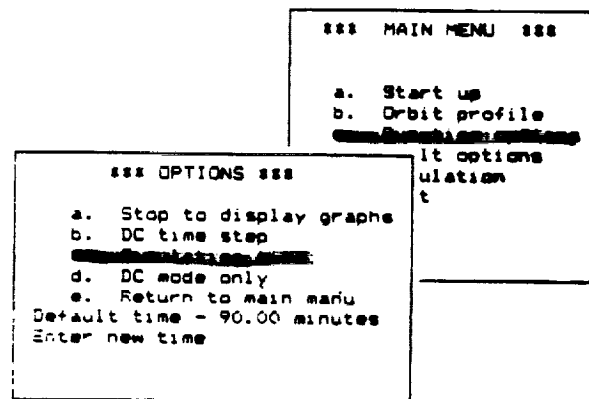 *** MAIN MENU ***
a. Start up
b. Orbit profile
lt options
ulation
t
*** OPTIONS ***
a. Stop to display graphs
b. DC time step
d. DC mode only
e. Return to main manu
Default time - 90.00 minutes
Enter new time